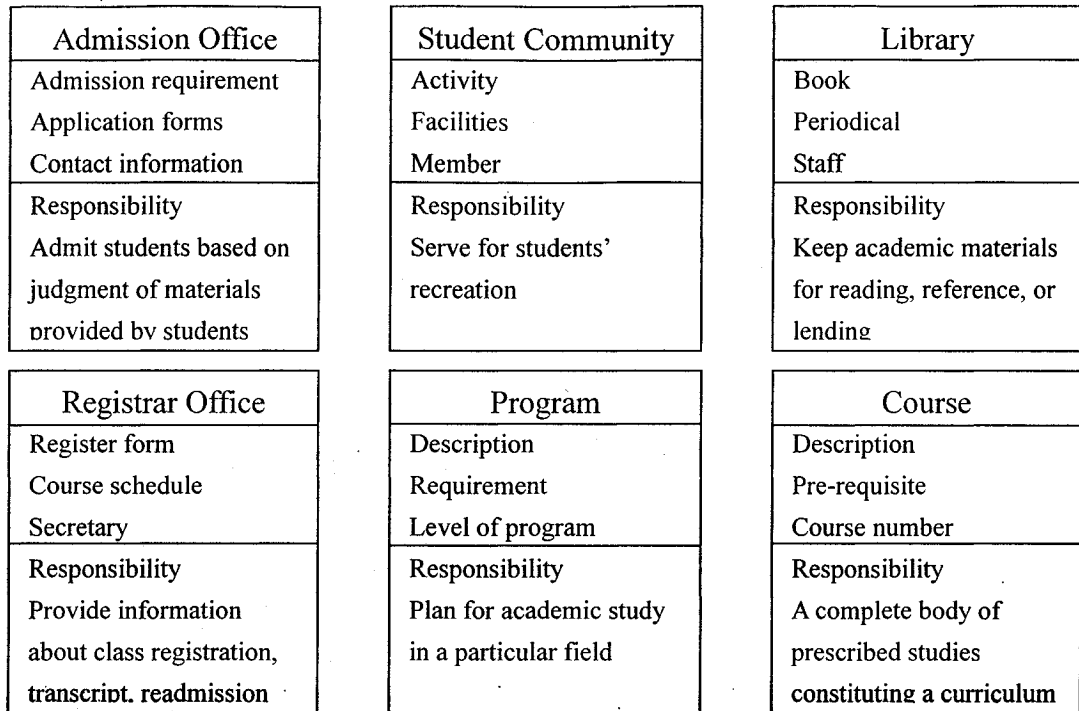 Admission Office
Admission requirement
Application forms
Contact information
Responsibility
Admit students based on
judgment of materials
provided by students
Student Community
Activity
Facilities
Member
Responsibility
Serve for students'
recreation
Library
Book
Periodical
Staff
Responsibility
Keep academic materials
for reading, reference, or
lending
Registrar Office
Register form
Course schedule
Secretary
Responsibility
Provide information
about class registration,
transcript, readmission
Program
Description
Requirement
Level of program
Responsibility
Plan for academic study
in a particular field
Course
Description
Pre-requisite
Course number
Responsibility
A complete body of
prescribed studies
constituting a curriculum